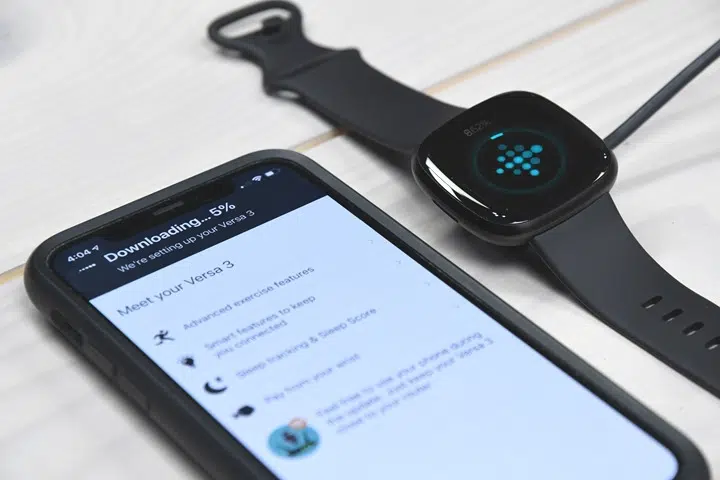 4:04
Downloading... 5%
We're setting up your Versa 3
Meet your Versa 3
Advanced exercise features
Smart features to keep
you connected
Sleep tracking & Sleep Score
Pay from your wrist
Feel free to use your phone during
the update. Just keep your Versa 3
close to your router